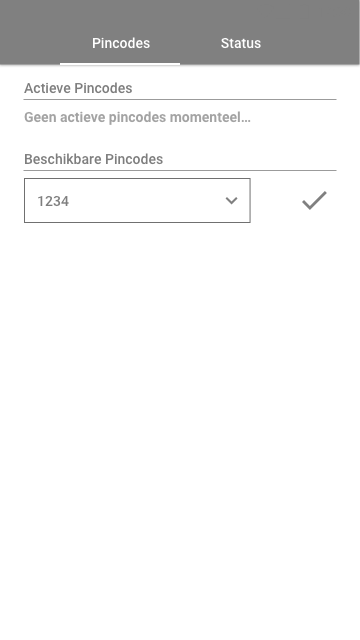 Pincodes Status
Actieve Pincodes
Geen actieve pincodes momenteel...
Beschikbare Pincodes
1234